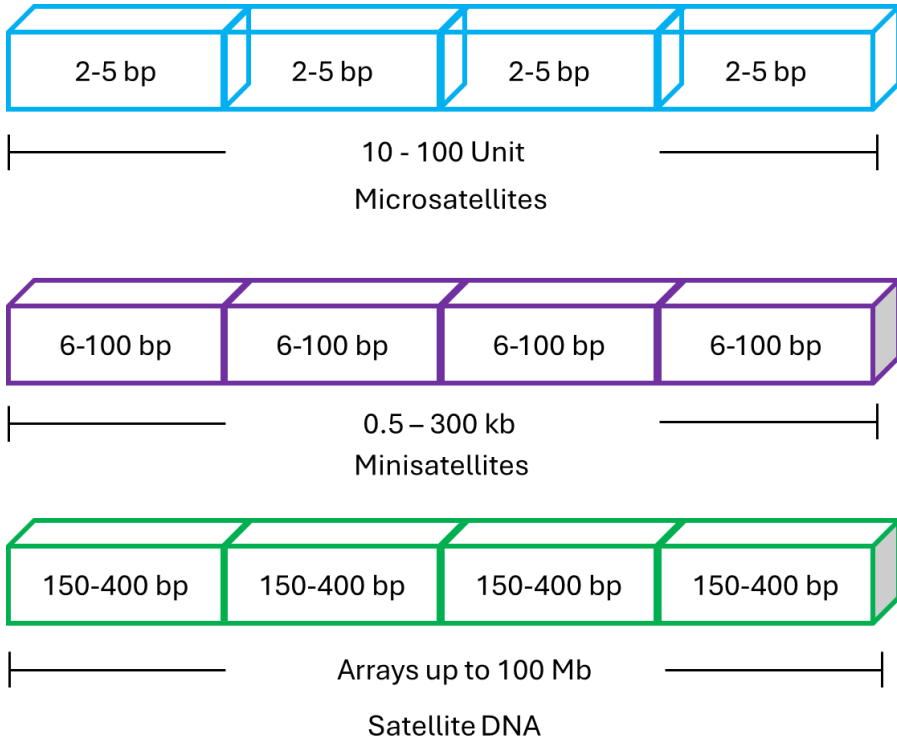 2-5 bp 2-5 bp 2-5 bp 2-5 bp
10 - 100 Unit
Microsatellites
6-100 bp 6-100 bp 6-100 bp 6-100 bp
0.5 – 300 kb
Minisatellites
150-400 bp 150-400 bp 150-400 bp 150-400 bp
Arrays up to 100 Mb
Satellite DNA